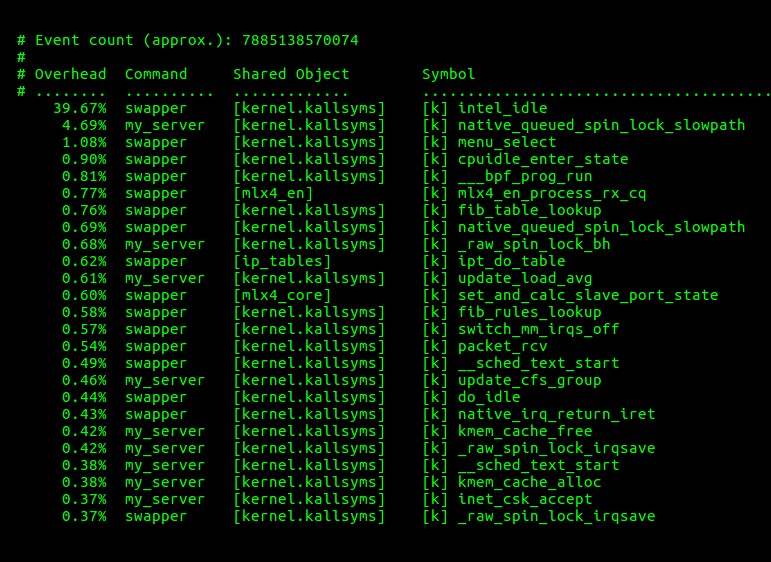 # Event count (approx.): 7885138570074
#
# Overhead  Command     Shared Object        Symbol
# ........  ..........  .............        .......................................
    39.67%  swapper     [kernel.kallsyms]    [k] intel_idle
     4.69%  my_server   [kernel.kallsyms]    [k] native_queued_spin_lock_slowpath
     1.08%  swapper     [kernel.kallsyms]    [k] menu_select
     0.90%  swapper     [kernel.kallsyms]    [k] cpuidle_enter_state
     0.81%  swapper     [kernel.kallsyms]    [k] ___bpf_prog_run
     0.77%  swapper     [mlx4_en]            [k] mlx4_en_process_rx_cq
     0.76%  swapper     [kernel.kallsyms]    [k] fib_table_lookup
     0.69%  swapper     [kernel.kallsyms]    [k] native_queued_spin_lock_slowpath
     0.68%  my_server   [kernel.kallsyms]    [k] _raw_spin_lock_bh
     0.62%  swapper     [ip_tables]          [k] ipt_do_table
     0.61%  my_server   [kernel.kallsyms]    [k] update_load_avg
     0.60%  swapper     [mlx4_core]          [k] set_and_calc_slave_port_state
     0.58%  swapper     [kernel.kallsyms]    [k] fib_rules_lookup
     0.57%  swapper     [kernel.kallsyms]    [k] switch_mm_irqs_off
     0.54%  swapper     [kernel.kallsyms]    [k] packet_rcv
     0.49%  swapper     [kernel.kallsyms]    [k] __sched_text_start
     0.46%  my_server   [kernel.kallsyms]    [k] update_cfs_group
     0.44%  swapper     [kernel.kallsyms]    [k] do_idle
     0.43%  swapper     [kernel.kallsyms]    [k] native_irq_return_iret
     0.42%  my_server   [kernel.kallsyms]    [k] kmem_cache_free
     0.42%  my_server   [kernel.kallsyms]    [k] _raw_spin_lock_irqsave
     0.38%  my_server   [kernel.kallsyms]    [k] __sched_text_start
     0.38%  my_server   [kernel.kallsyms]    [k] kmem_cache_alloc
     0.37%  my_server   [kernel.kallsyms]    [k] inet_csk_accept
     0.37%  swapper     [kernel.kallsyms]    [k] _raw_spin_lock_irqsave